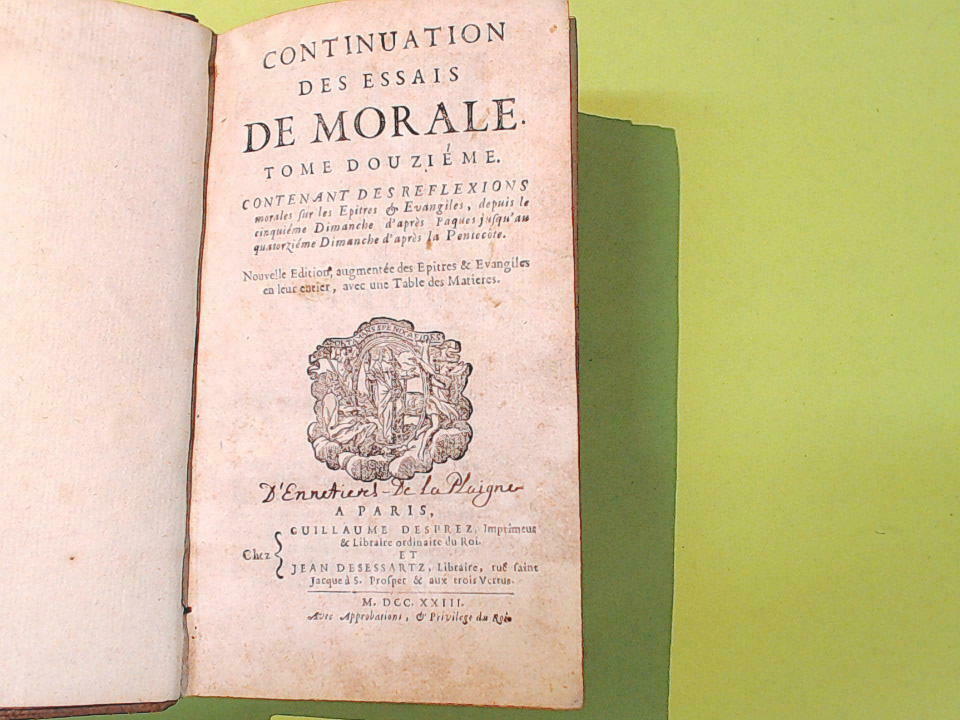 CONTINUATION
DES ESSAIS
DE MORALE.
TOME DOUZIÉME.
CONTENANT DES REFLEXIONS
morales sur les Epitres & Evangiles, depuis le
cinquiéme Dimanche d'après Paques jusqu'au
quatorziéme Dimanche d'après la Pentecôte.
Nouvelle Edition, augmentée des Epitres & Evangiles
en leur entier, avec une Table des Matieres.
D'Ennetieres - De la Plaigne
A PARIS,
Chez
GUILLAUME DESPREZ, Imprimeur
& Libraire ordinaire du Roi.
ET
JEAN DESESSARTZ, Libraire, ruë saint
Jacque à S. Prosper & aux trois Vertus.
M. DCC. XXIII.
Avec Approbations, & Privilege du Roi.